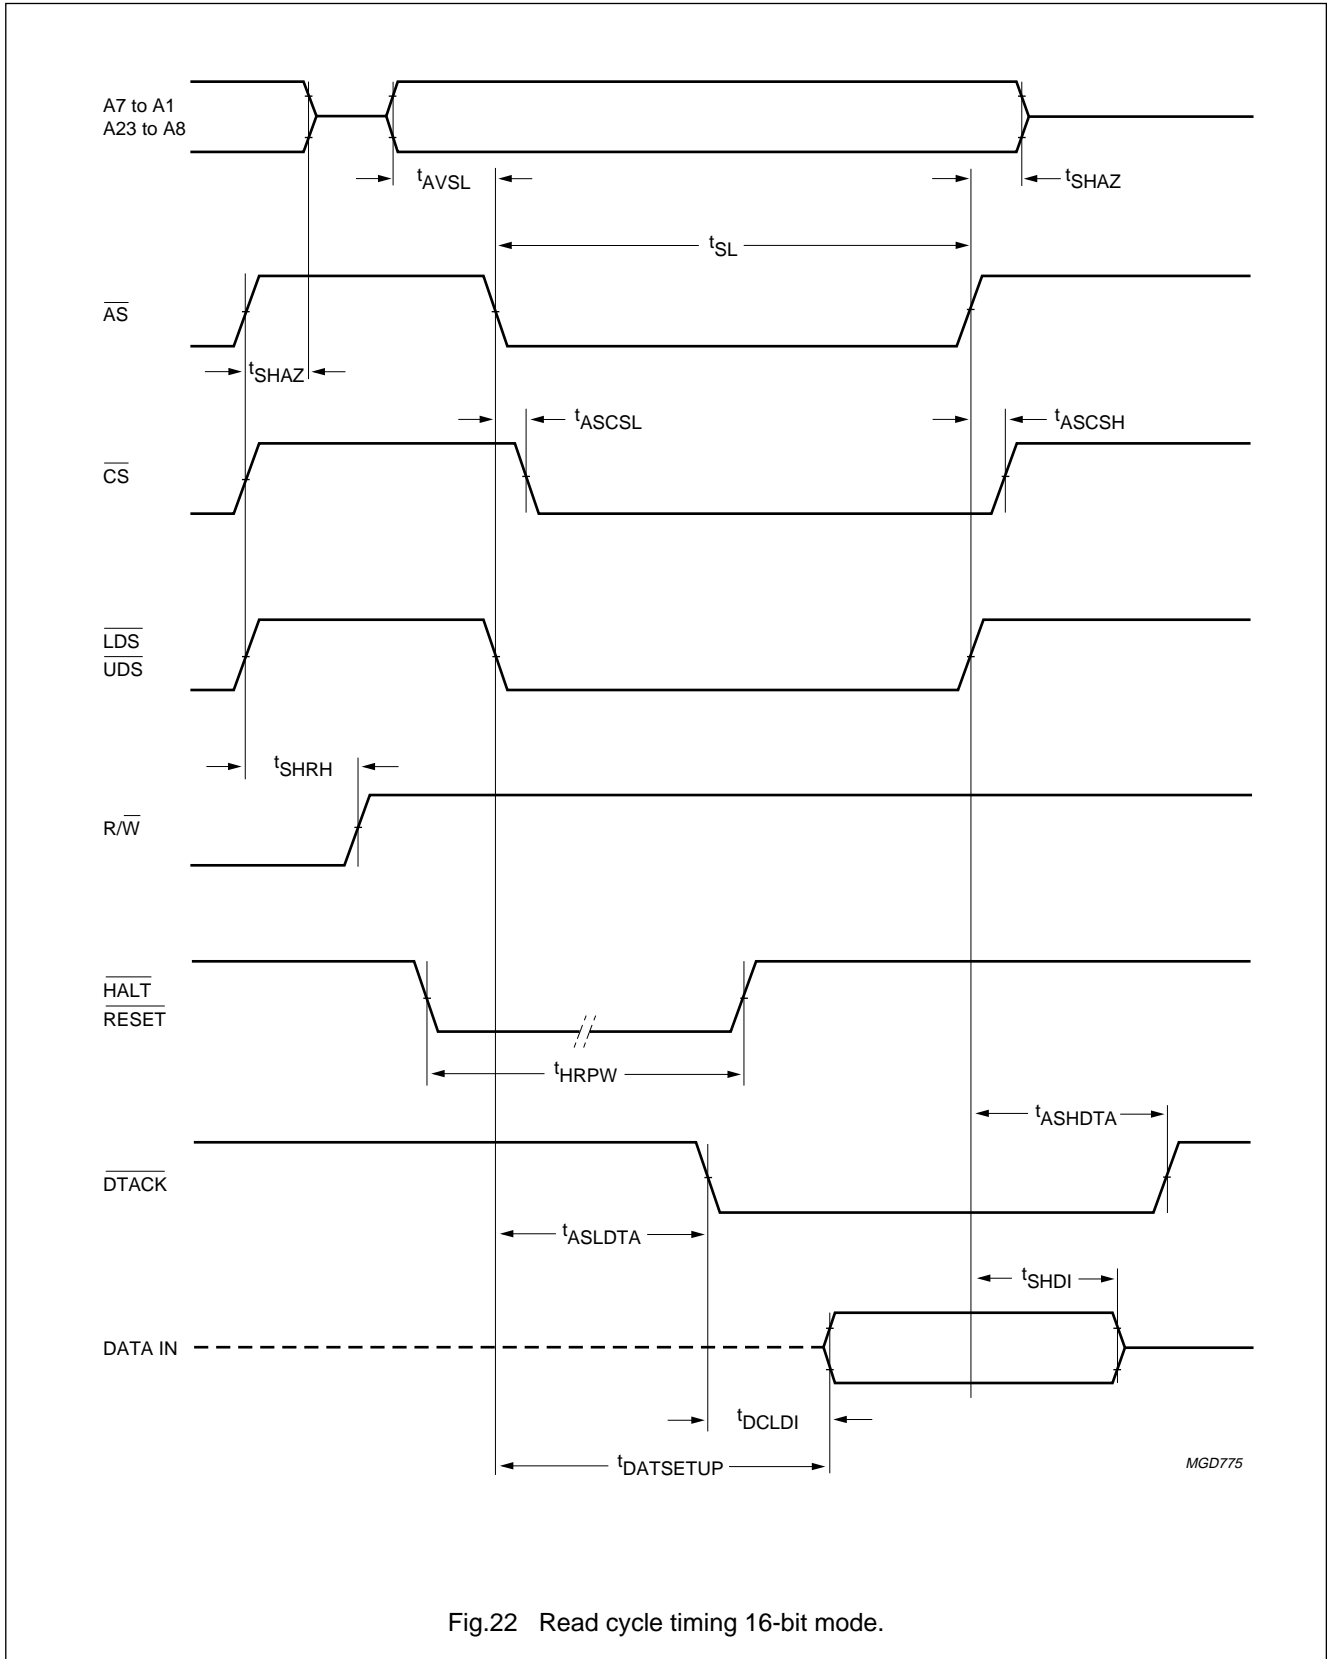 A7 to A1
A23 to A8
tAVSL
tSHAZ
tSL
AS
tSHAZ
tASCSL
tASCSH
CS
LDS
UDS
tSHRH
R/W
HALT
RESET
tHRPW
tASHDTA
DTACK
tASLDTA
tSHDI
DATA IN
tDCLDI
tDATSETUP
MGD775
Fig.22 Read cycle timing 16-bit mode.